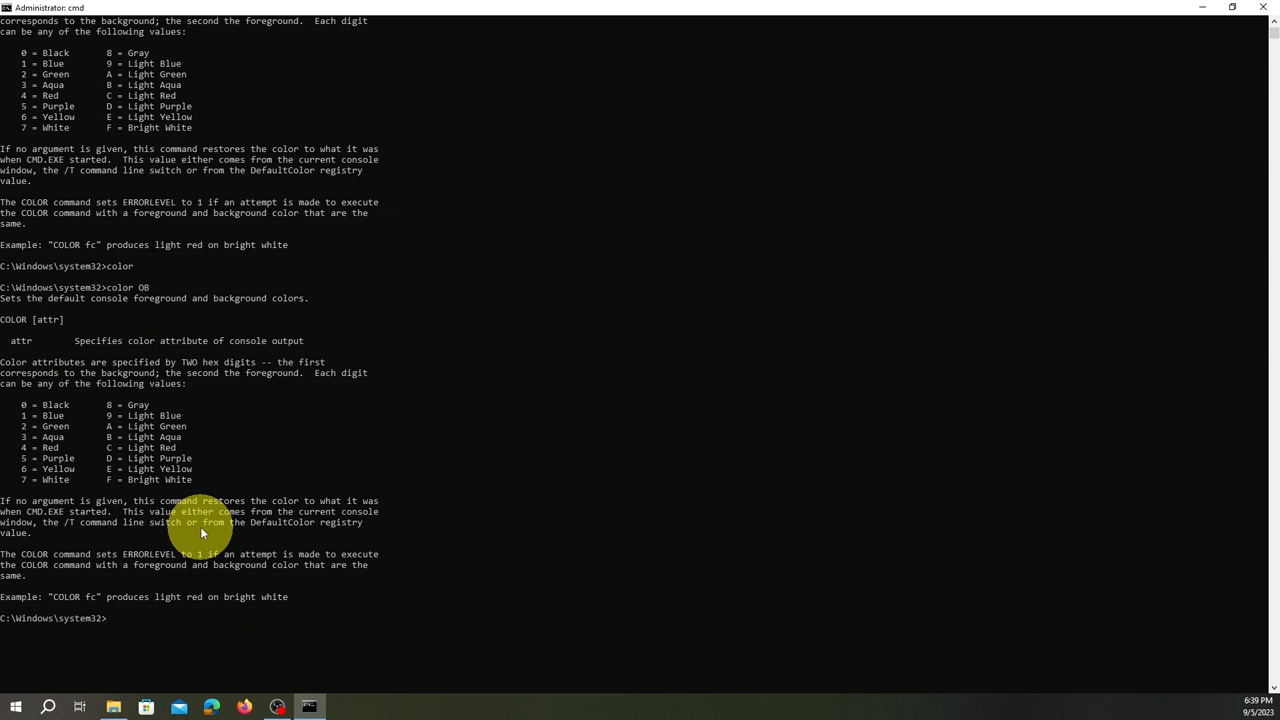 Administrator: cmd
corresponds to the background; the second the foreground.  Each digit
can be any of the following values:
0 = Black       8 = Gray
1 = Blue        9 = Light Blue
2 = Green       A = Light Green
3 = Aqua        B = Light Aqua
4 = Red         C = Light Red
5 = Purple      D = Light Purple
6 = Yellow      E = Light Yellow
7 = White       F = Bright White
If no argument is given, this command restores the color to what it was
when CMD.EXE started.  This value either comes from the current console
window, the /T command line switch or from the DefaultColor registry
value.
The COLOR command sets ERRORLEVEL to 1 if an attempt is made to execute
the COLOR command with a foreground and background color that are the
same.
Example: "COLOR fc" produces light red on bright white
C:\Windows\system32>color
C:\Windows\system32>color OB
Sets the default console foreground and background colors.
COLOR [attr]
attr        Specifies color attribute of console output
Color attributes are specified by TWO hex digits -- the first
corresponds to the background; the second the foreground.  Each digit
can be any of the following values:
0 = Black       8 = Gray
1 = Blue        9 = Light Blue
2 = Green       A = Light Green
3 = Aqua        B = Light Aqua
4 = Red         C = Light Red
5 = Purple      D = Light Purple
6 = Yellow      E = Light Yellow
7 = White       F = Bright White
If no argument is given, this command restores the color to what it was
when CMD.EXE started.  This value either comes from the current console
window, the /T command line switch or from the DefaultColor registry
value.
The COLOR command sets ERRORLEVEL to 1 if an attempt is made to execute
the COLOR command with a foreground and background color that are the
same.
Example: "COLOR fc" produces light red on bright white
C:\Windows\system32>
6:39 PM
9/5/2023